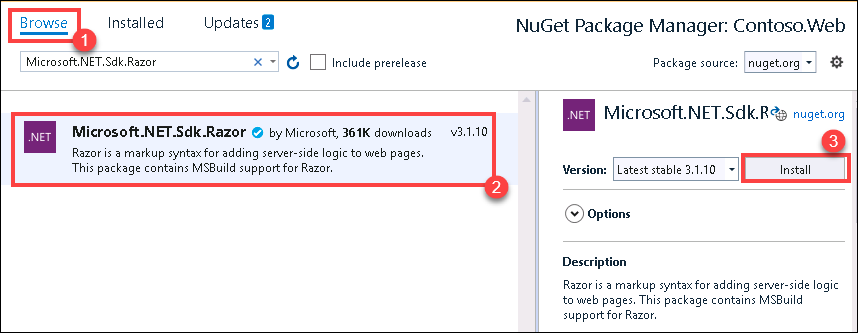 Browse
Installed
Updates 2
NuGet Package Manager: Contoso.Web
1
Microsoft.NET.Sdk.Razor
Include prerelease
Package source: nuget.org
.NET
Microsoft.NET.Sdk.Razor by Microsoft, 361K downloads
v3.1.10
Razor is a markup syntax for adding server-side logic to web pages.
This package contains MSBuild support for Razor.
2
.NET
Microsoft.NET.Sdk.R
nuget.org
3
Version:
Latest stable 3.1.10
Install
Options
Description
Razor is a markup syntax for adding server-side logic
to web pages. This package contains MSBuild
support for Razor.